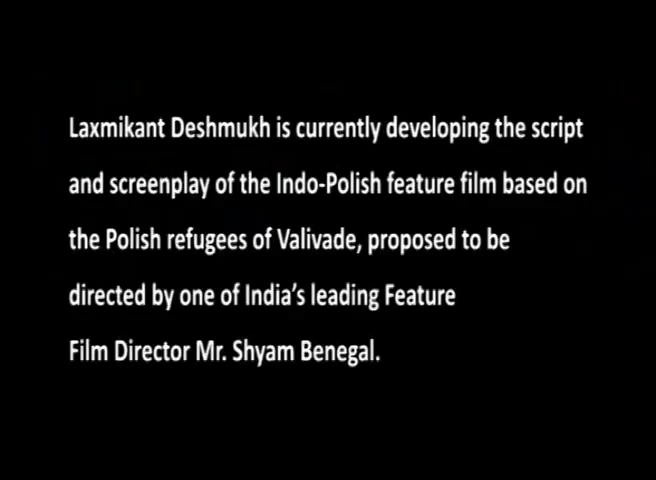 Laxmikant Deshmukh is currently developing the script
and screenplay of the Indo-Polish feature film based on
the Polish refugees of Valivade, proposed to be
directed by one of India’s leading Feature
Film Director Mr. Shyam Benegal.